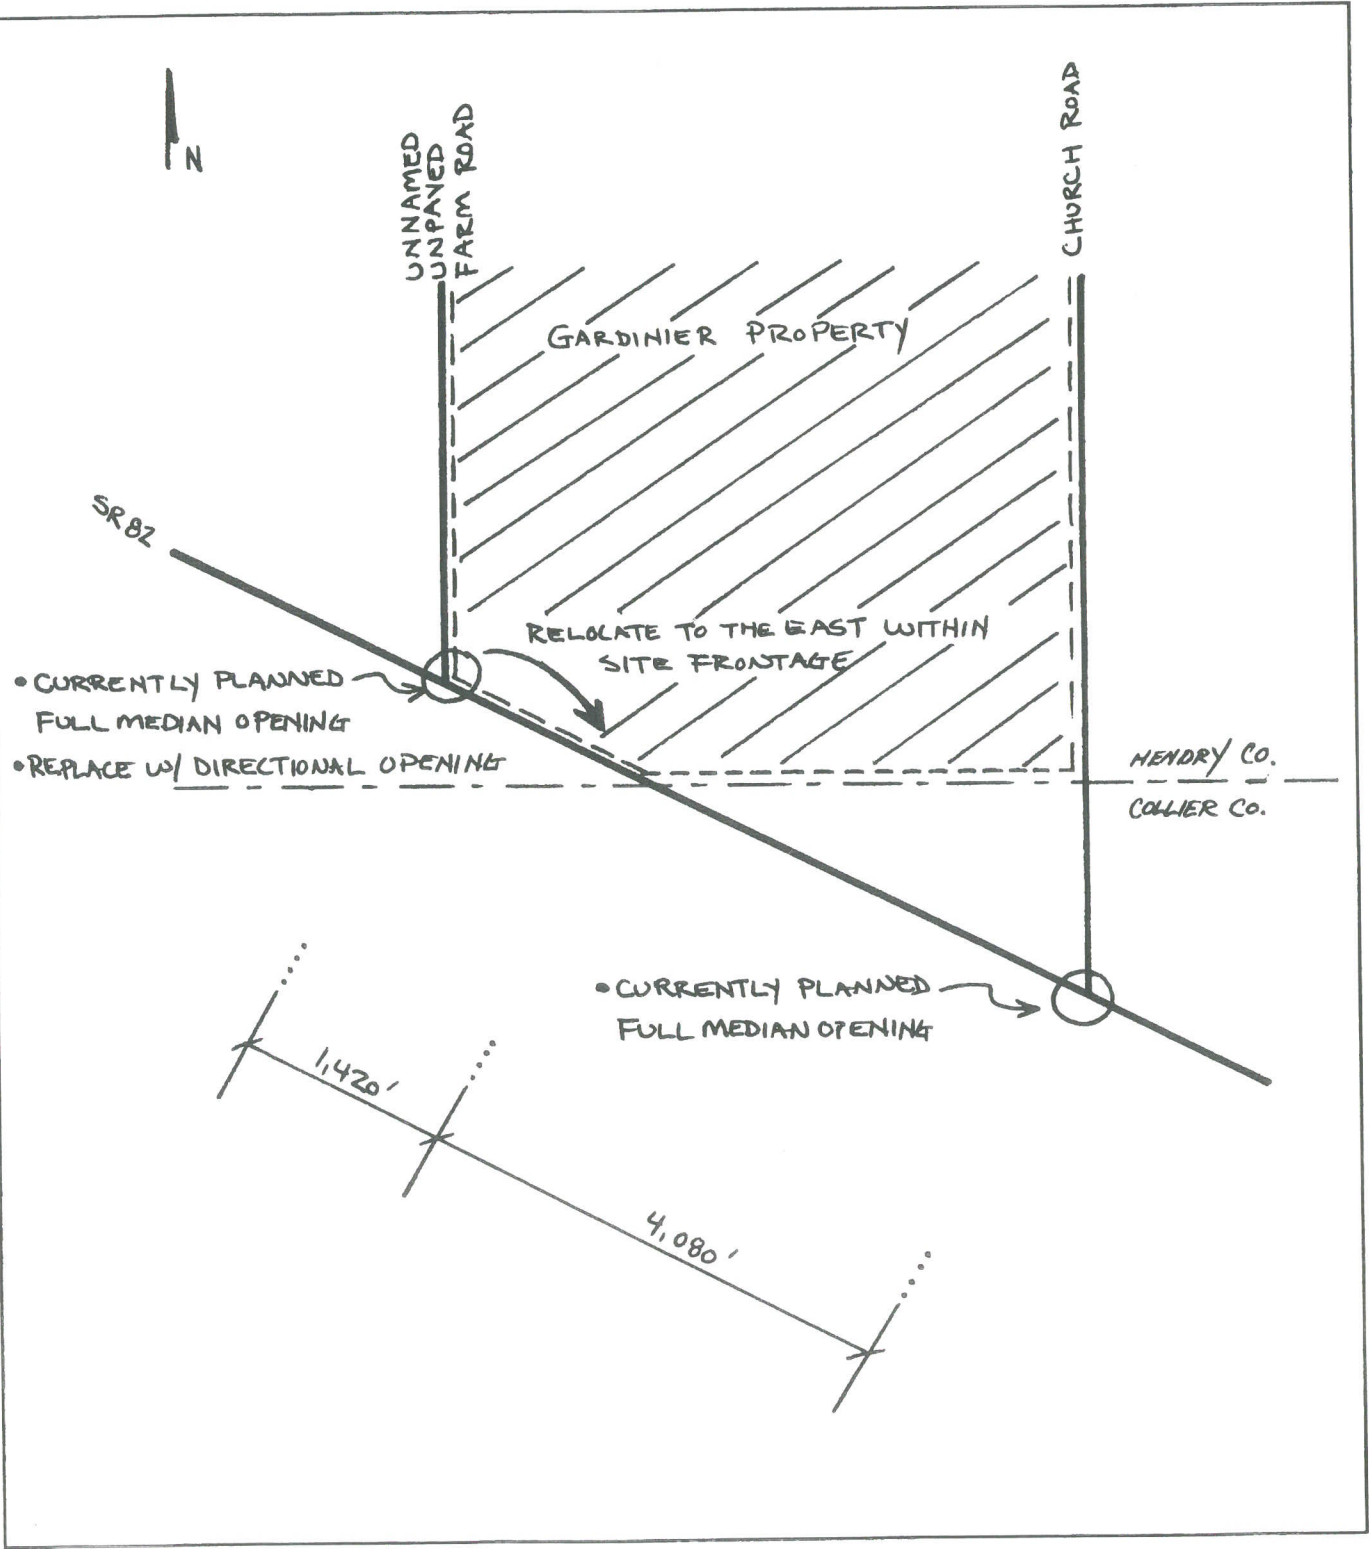 N
UNNAMED
UNPAVED
FARM ROAD
CHURCH ROAD
GARDINIER PROPERTY
SR 82
RELOCATE TO THE EAST WITHIN
SITE FRONTAGE
• CURRENTLY PLANNED
FULL MEDIAN OPENING
• REPLACE W/ DIRECTIONAL OPENING
HENDRY CO.
COLLIER CO.
• CURRENTLY PLANNED
FULL MEDIAN OPENING
1,420'
4,080'